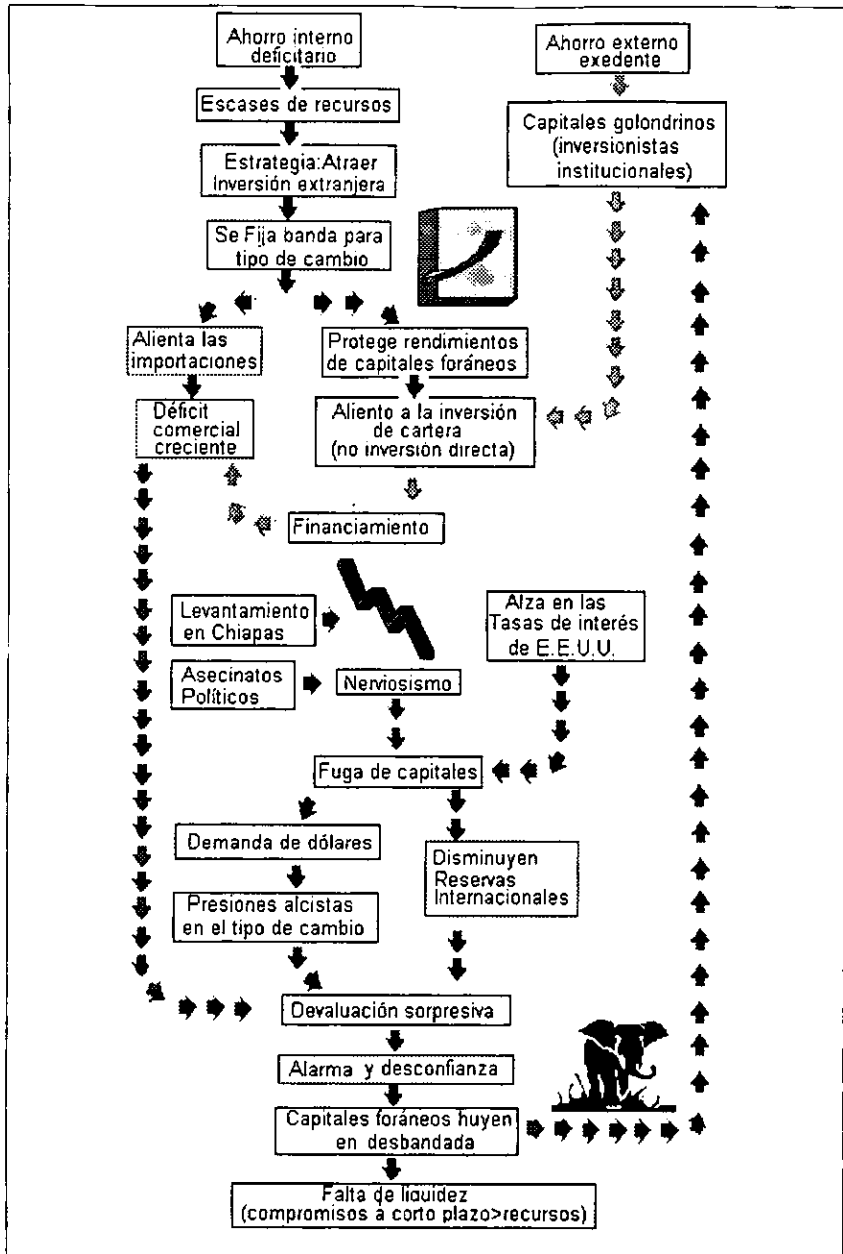 Ahorro interno
deficitario
Ahorro externo
exedente
Escases de recursos
Capitales golondrinos
(inversionistas
institucionales)
Estrategia:Atraer
Inversión extranjera
Se Fija banda para
tipo de cambio
Alienta las
importaciones
Protege rendimientos
de capitales foráneos
Déficit
comercial
creciente
Aliento a la inversión
de cartera
(no inversión directa)
Financiamiento
Levantamiento
en Chiapas
Alza en las
Tasas de interés
de E.E.U.U.
Asecinatos
Políticos
Nerviosismo
Fuga de capitales
Demanda de dólares
Disminuyen
Reservas
Internacionales
Presiones alcistas
en el tipo de cambio
Devaluación sorpresiva
Alarma y desconfianza
Capitales foráneos huyen
en desbandada
Falta de liquidez
(compromisos a corto plazo>recursos)